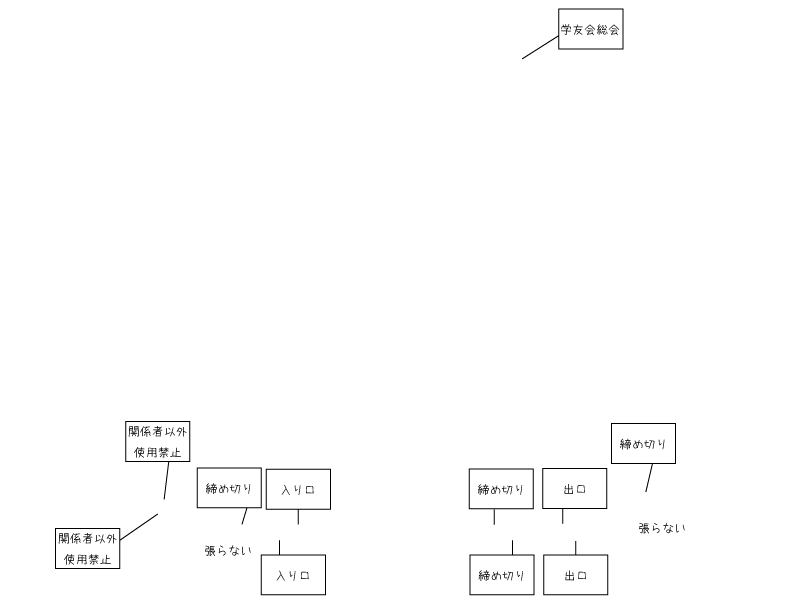 学友会総会
関係者以外
使用禁止
締め切り
入り口
締め切り
出口
締め切り
関係者以外
使用禁止
張らない
入り口
締め切り
出口
張らない